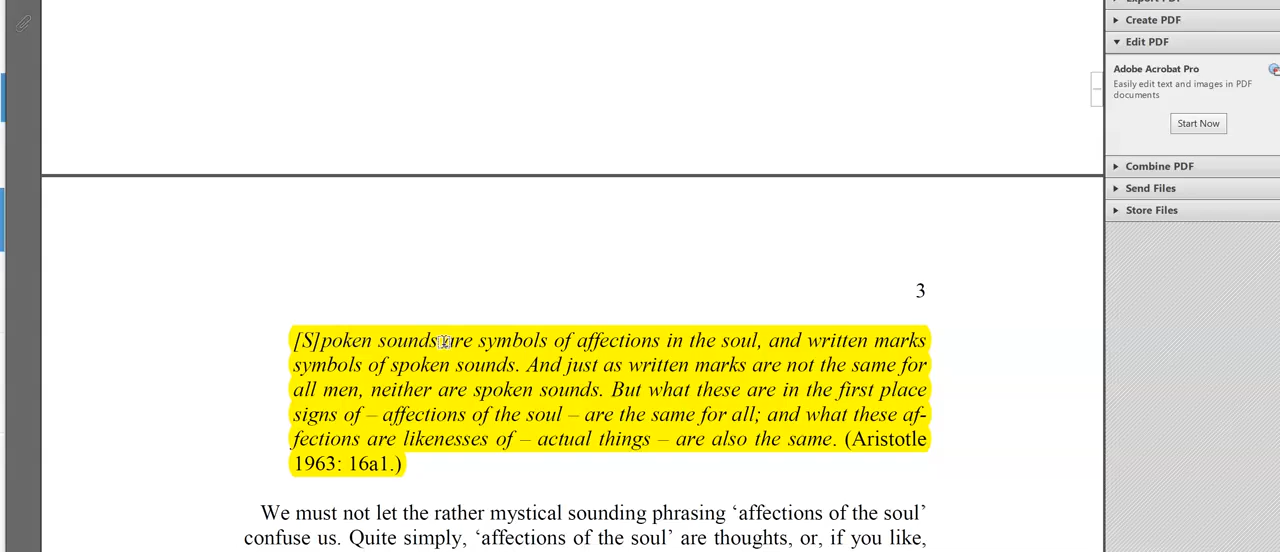 Export PDF
Create PDF
Edit PDF
Adobe Acrobat Pro
Easily edit text and images in PDF
documents
Start Now
Combine PDF
Send Files
Store Files
3
[S]poken sounds are symbols of affections in the soul, and written marks
symbols of spoken sounds. And just as written marks are not the same for
all men, neither are spoken sounds. But what these are in the first place
signs of – affections of the soul – are the same for all; and what these af-
fections are likenesses of – actual things – are also the same. (Aristotle
1963: 16a1.)
We must not let the rather mystical sounding phrasing ‘affections of the soul’
confuse us. Quite simply, ‘affections of the soul’ are thoughts, or, if you like,